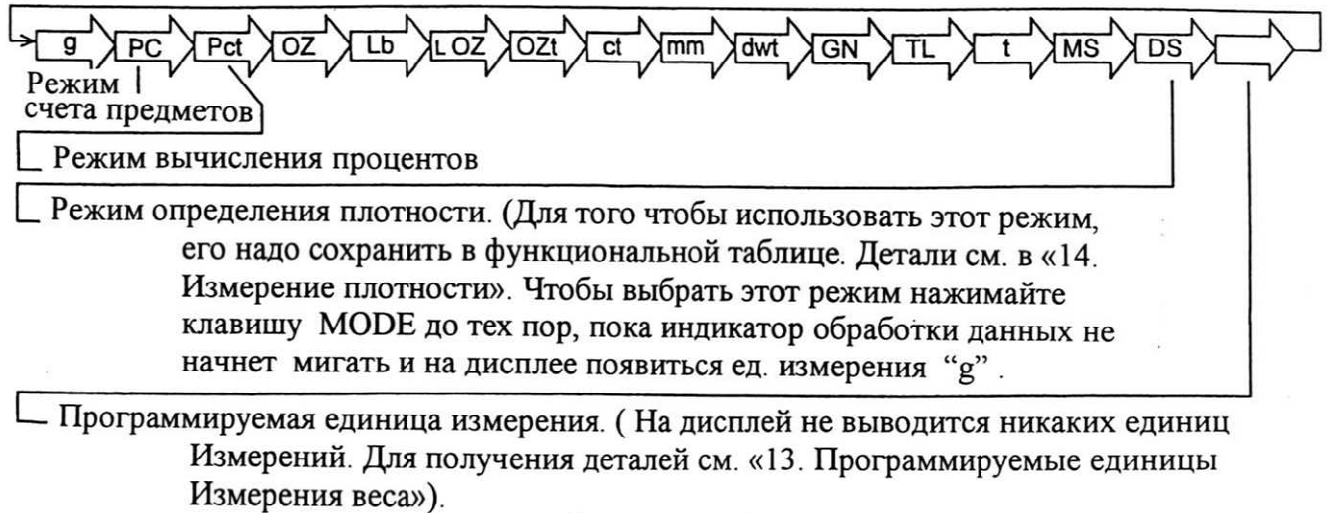 g PC Pct OZ Lb L OZ OZt ct mm dwt GN TL t MS DS
Режим
счета предметов
Режим вычисления процентов
Режим определения плотности. (Для того чтобы использовать этот режим,
его надо сохранить в функциональной таблице. Детали см. в «14.
Измерение плотности». Чтобы выбрать этот режим нажимайте
клавишу MODE до тех пор, пока индикатор обработки данных не
начнет мигать и на дисплее появиться ед. измерения “g” .
Программируемая единица измерения. ( На дисплей не выводится никаких единиц
Измерений. Для получения деталей см. «13. Программируемые единицы
Измерения веса»).